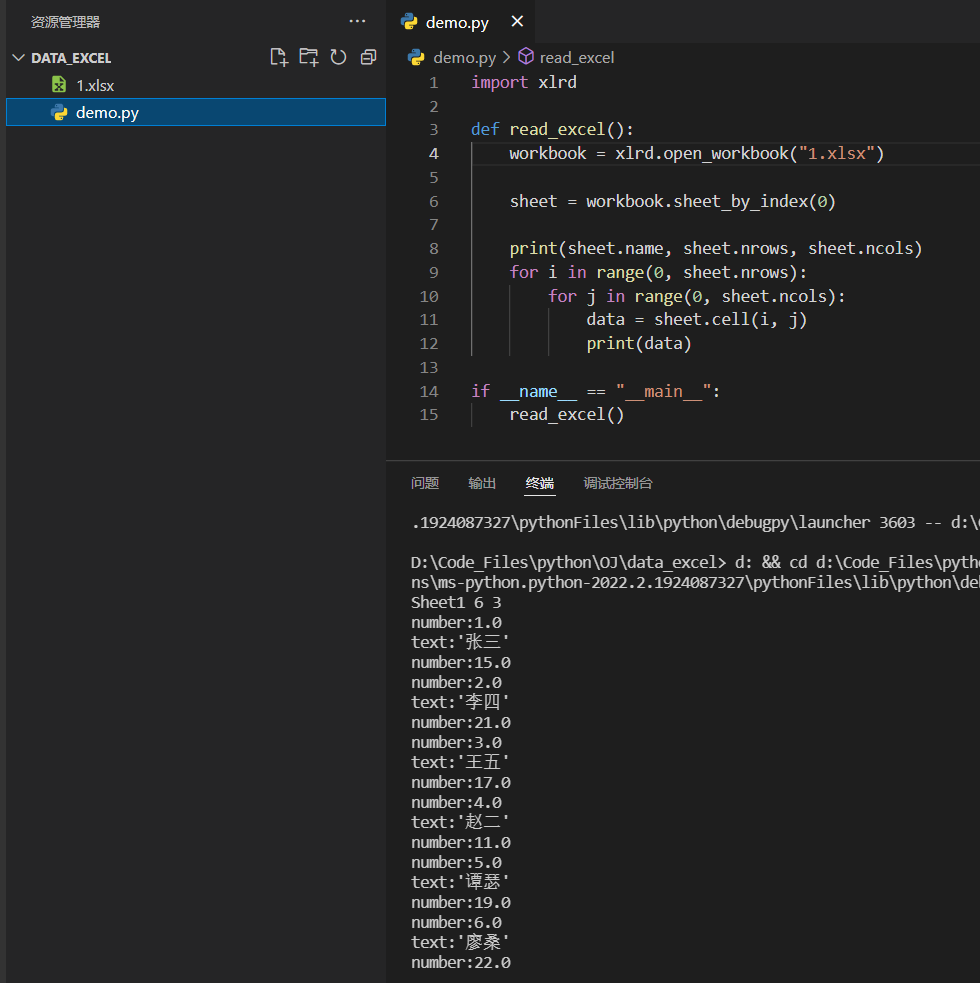 资源管理器
DATA_EXCEL
1.xlsx
demo.py
demo.py
demo.py > read_excel
1 import xlrd
2
3 def read_excel():
4     workbook = xlrd.open_workbook("1.xlsx")
5
6     sheet = workbook.sheet_by_index(0)
7
8     print(sheet.name, sheet.nrows, sheet.ncols)
9     for i in range(0, sheet.nrows):
10         for j in range(0, sheet.ncols):
11             data = sheet.cell(i, j)
12             print(data)
13
14 if __name__ == "__main__":
15     read_excel()
问题 输出 终端 调试控制台
.1924087327\pythonFiles\lib\python\debugpy\launcher 3603 -- d:\
D:\Code_Files\python\OJ\data_excel> d: && cd d:\Code_Files\pyth
ns\ms-python.python-2022.2.1924087327\pythonFiles\lib\python\de
Sheet1 6 3
number:1.0
text:'张三'
number:15.0
number:2.0
text:'李四'
number:21.0
number:3.0
text:'王五'
number:17.0
number:4.0
text:'赵二'
number:11.0
number:5.0
text:'谭瑟'
number:19.0
number:6.0
text:'廖桑'
number:22.0